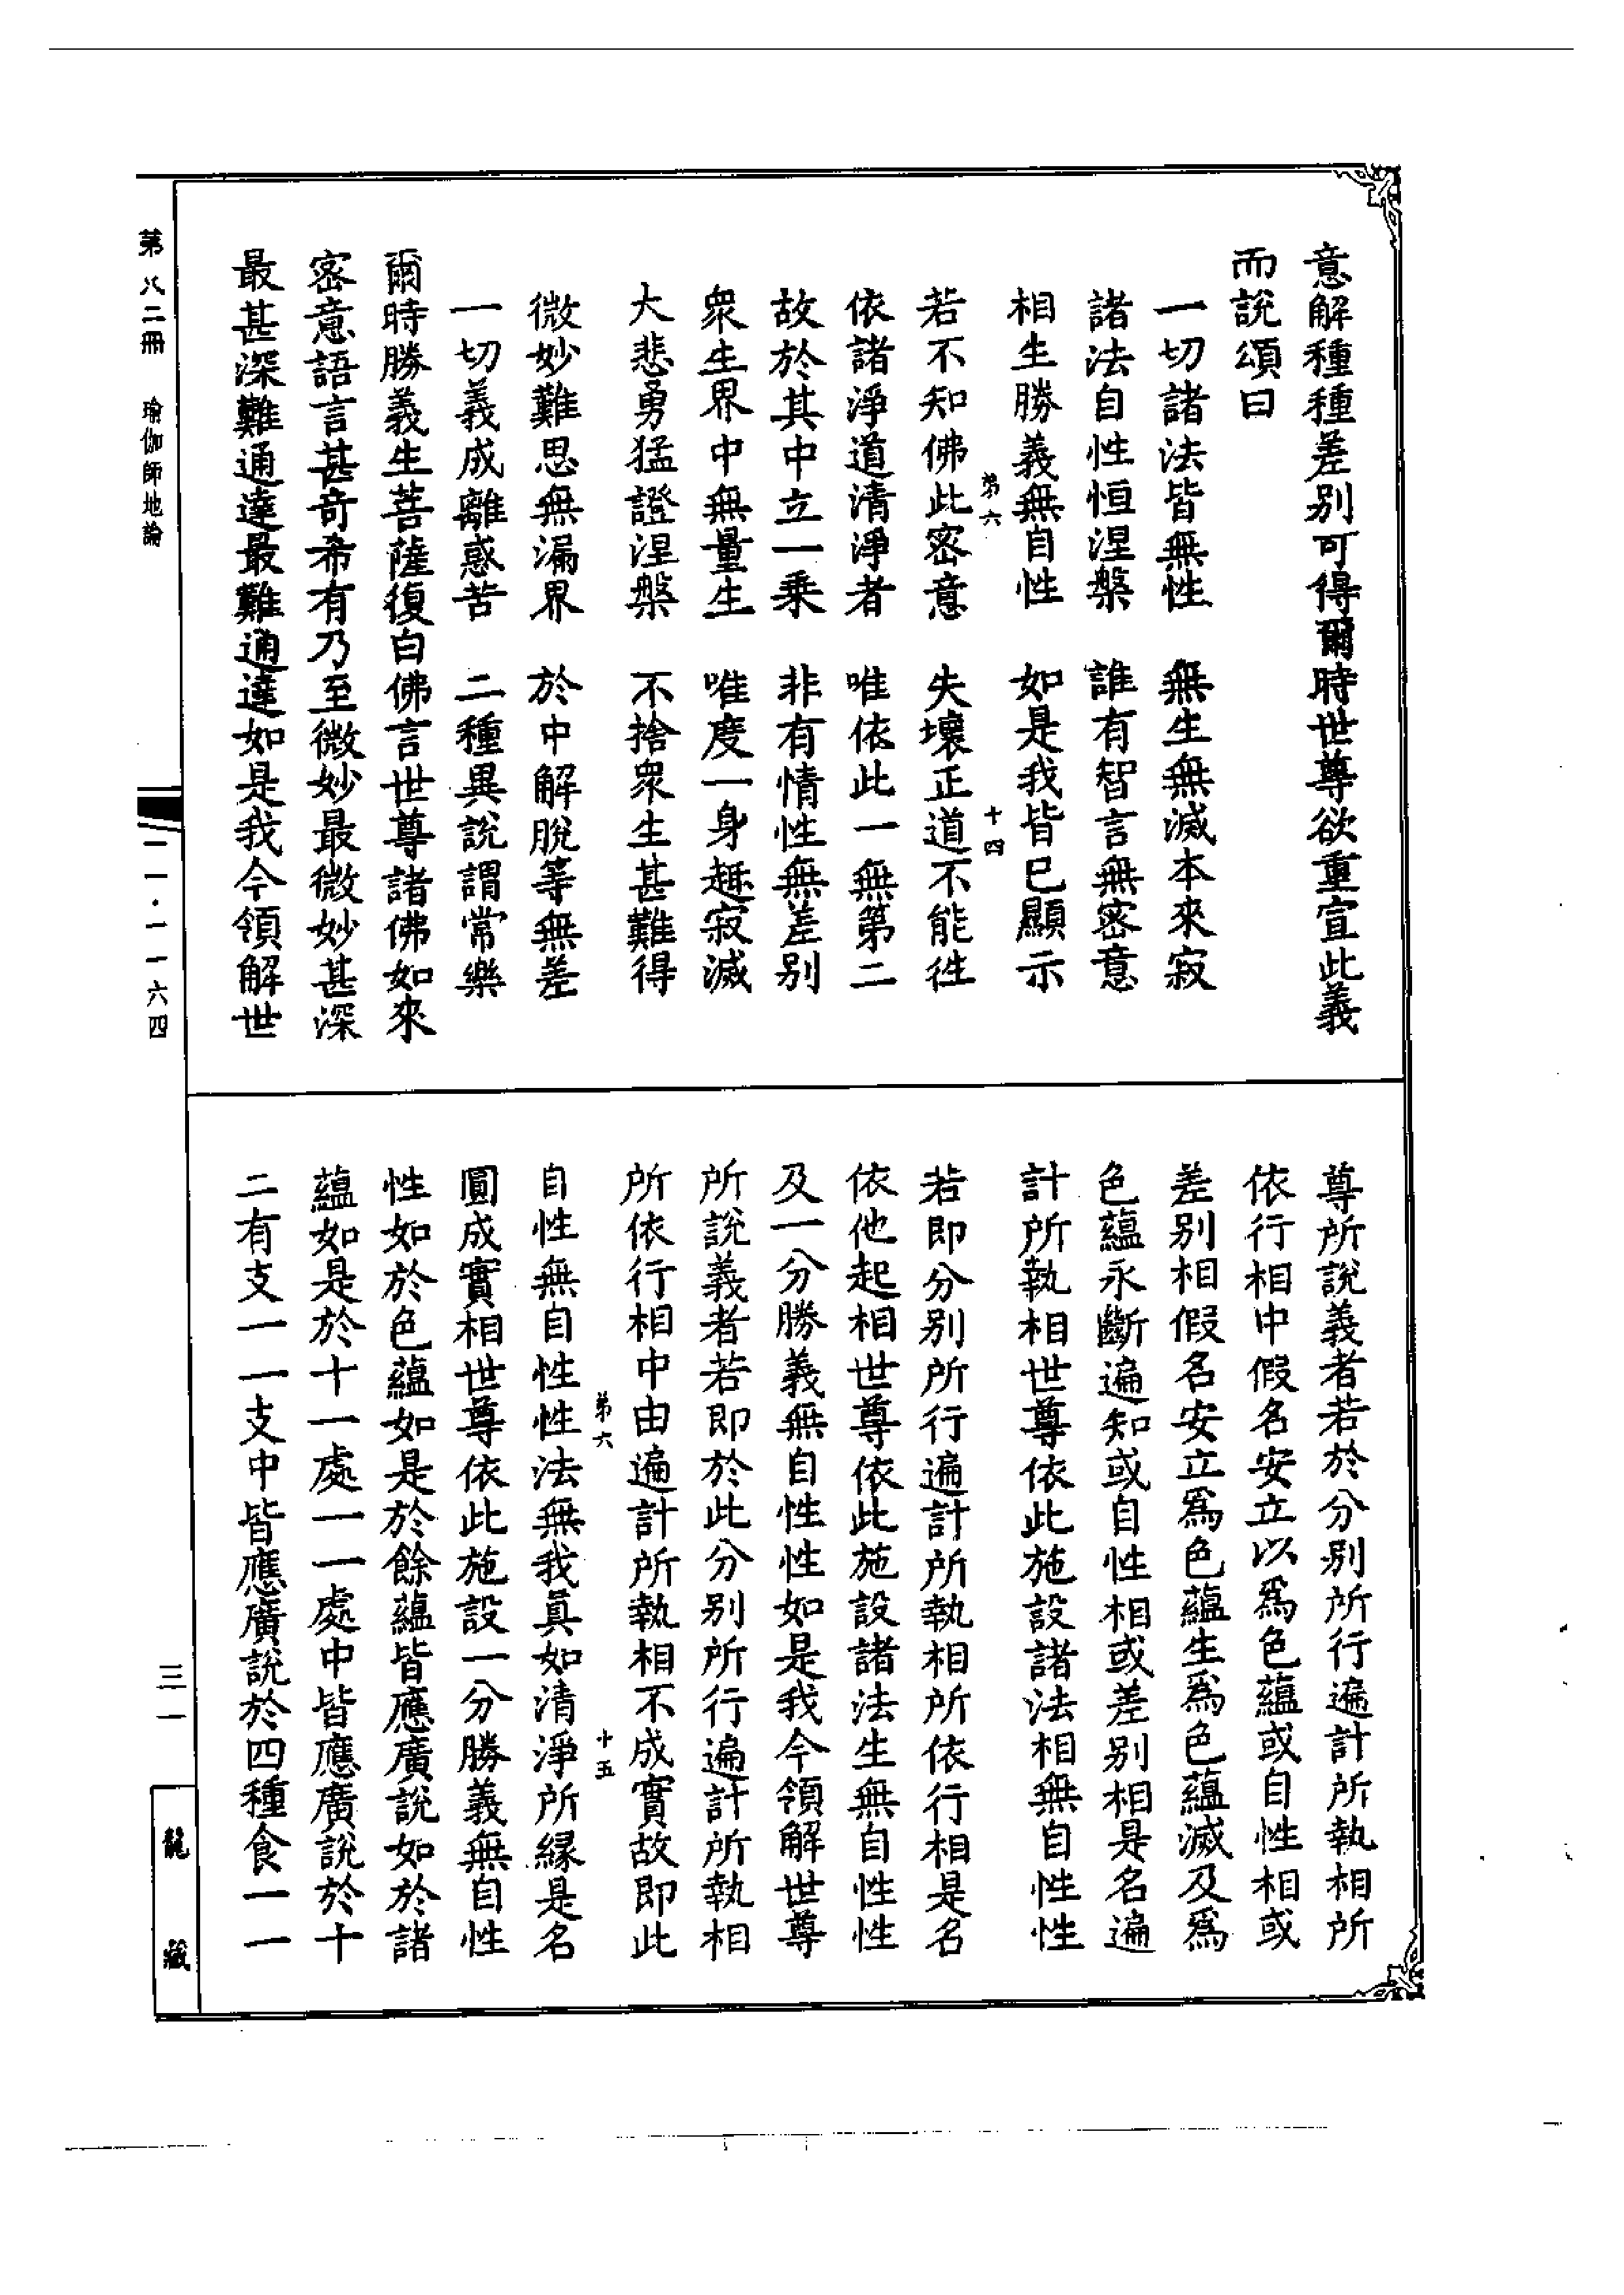 意解種種差別可得爾時世尊欲重宣此義
而說頌曰
一切諸法皆無性　無生無滅本來寂
諸法自性恒涅槃　誰有智言無密意
相生勝義無自性　如是我皆已顯示
第六　十四
若不知佛此密意　失壞正道不能往
依諸淨道清淨者　唯依此一無第二
故於其中立一乘　非有情性無差別
眾生界中無量生　唯度一身趣寂滅
大悲勇猛證涅槃　不捨眾生甚難得
微妙難思無漏界　於中解脫等無差
一切義成離惑苦　二種異說謂常樂
爾時勝義生菩薩復白佛言世尊諸佛如來
密意語言甚奇希有乃至微妙最微妙甚深
最甚深難通達最難通達如是我今領解世
尊所說義者若於分別所行遍計所執相所
依行相中假名安立以爲色蘊或自性相或
差別相假名安立爲色蘊生爲色蘊滅及爲
色蘊永斷遍知或自性相或差別相是名遍
計所執相世尊依此施設諸法相無自性性
若即分別所行遍計所執相所依行相是名
依他起相世尊依此施設諸法生無自性性
及一分勝義無自性性如是我今領解世尊
所說義者若即於此分別所行遍計所執相
所依行相中由遍計所執相不成實故即此
第六　十五
自性無自性性法無我眞如清淨所緣是名
圓成實相世尊依此施設一分勝義無自性
性如於色蘊如是於餘蘊皆應廣說如於諸
蘊如是於十一處一一處中皆應廣說於十
二有支一一支中皆應廣說於四種食一一
第八二冊　瑜伽師地論
一一·一一六四
三一
龍藏